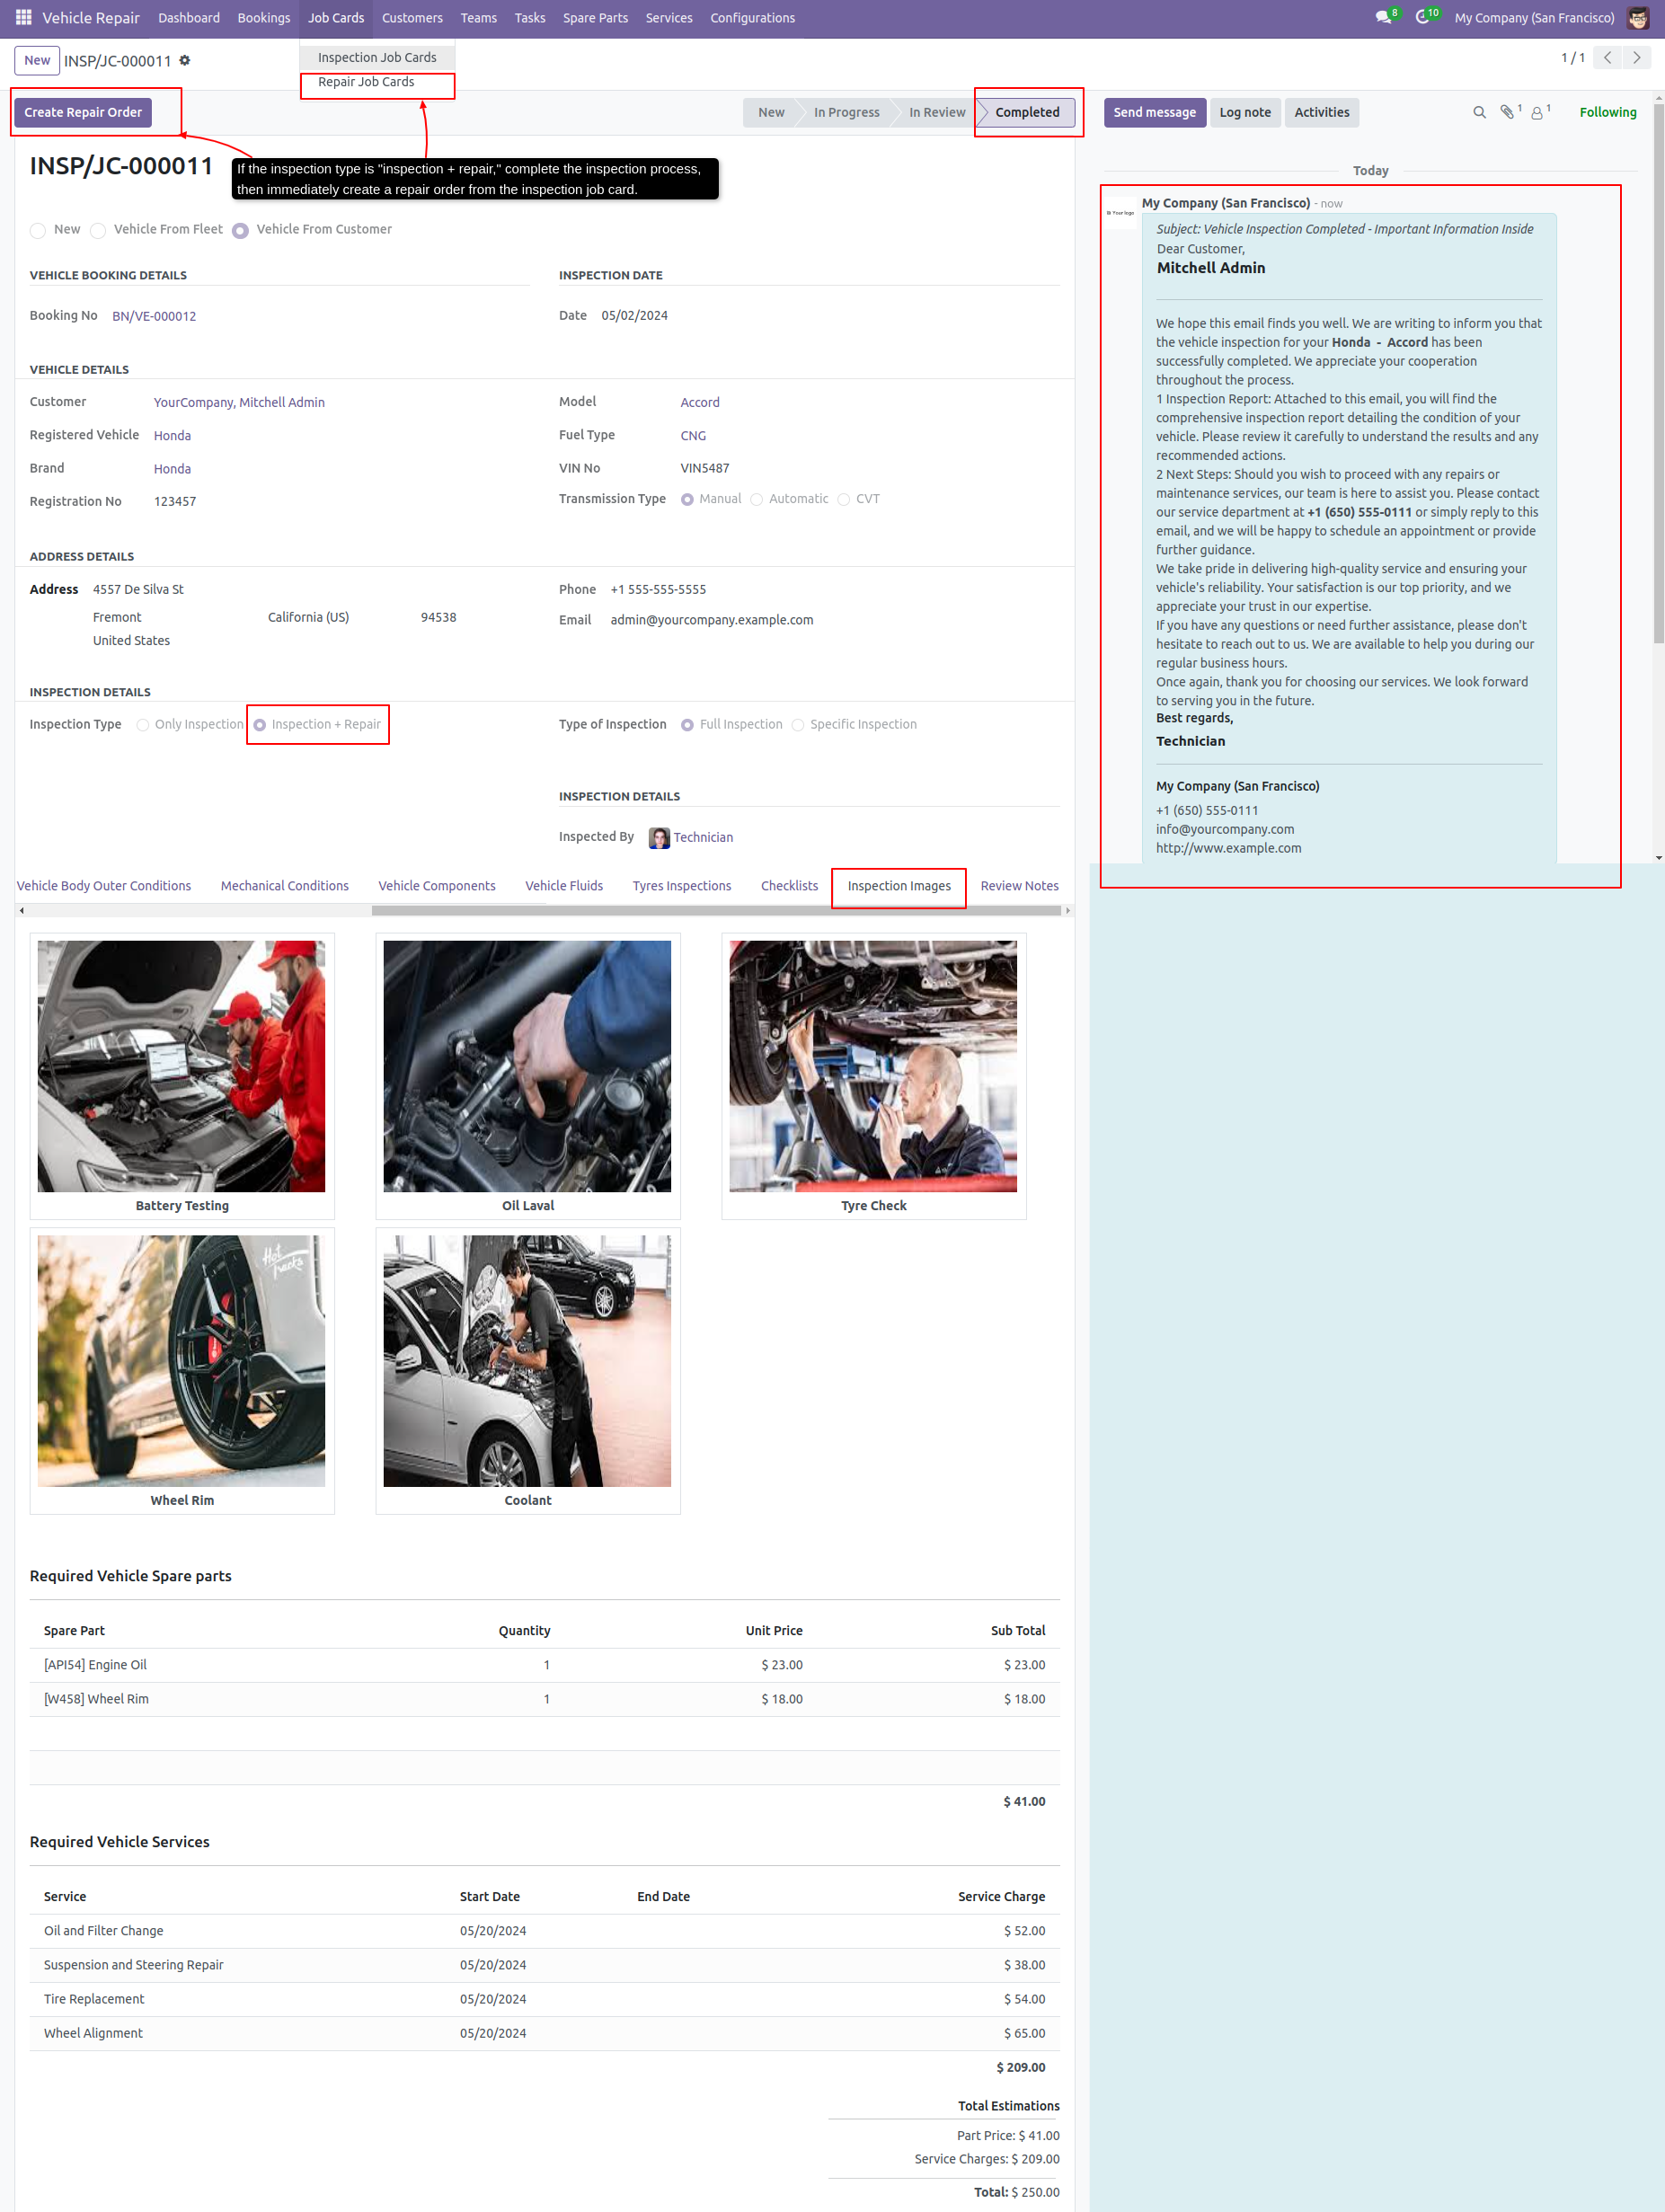 Vehicle Repair Dashboard Bookings Job Cards Customers Teams Tasks Spare Parts Services Configurations 8 10 My Company (San Francisco)
New INSP/JC-000011 1 / 1
Inspection Job Cards
Repair Job Cards
Create Repair Order New In Progress In Review Completed Send message Log note Activities 1 1 Following
INSP/JC-000011
If the inspection type is "inspection + repair," complete the inspection process,
then immediately create a repair order from the inspection job card.
New Vehicle From Fleet Vehicle From Customer
VEHICLE BOOKING DETAILS INSPECTION DATE
Booking No BN/VE-000012 Date 05/02/2024
VEHICLE DETAILS
Customer YourCompany, Mitchell Admin Model Accord
Registered Vehicle Honda Fuel Type CNG
Brand Honda VIN No VIN5487
Registration No 123457 Transmission Type Manual Automatic CVT
ADDRESS DETAILS
Address 4557 De Silva St Phone +1 555-555-5555
Fremont California (US) 94538 Email admin@yourcompany.example.com
United States
INSPECTION DETAILS
Inspection Type Only Inspection Inspection + Repair Type of Inspection Full Inspection Specific Inspection
INSPECTION DETAILS
Inspected By Technician
Vehicle Body Outer Conditions Mechanical Conditions Vehicle Components Vehicle Fluids Tyres Inspections Checklists Inspection Images Review Notes
Hot
Tracks
Battery Testing Oil Laval Tyre Check
Wheel Rim Coolant
Required Vehicle Spare parts
Spare Part Quantity Unit Price Sub Total
[API54] Engine Oil 1 $ 23.00 $ 23.00
[W458] Wheel Rim 1 $ 18.00 $ 18.00
$ 41.00
Required Vehicle Services
Service Start Date End Date Service Charge
Oil and Filter Change 05/20/2024 $ 52.00
Suspension and Steering Repair 05/20/2024 $ 38.00
Tire Replacement 05/20/2024 $ 54.00
Wheel Alignment 05/20/2024 $ 65.00
$ 209.00
Total Estimations
Part Price: $ 41.00
Service Charges: $ 209.00
Total: $ 250.00
Today
Your logo
My Company (San Francisco) - now
Subject: Vehicle Inspection Completed - Important Information Inside
Dear Customer,
Mitchell Admin
We hope this email finds you well. We are writing to inform you that
the vehicle inspection for your Honda - Accord has been
successfully completed. We appreciate your cooperation
throughout the process.
1 Inspection Report: Attached to this email, you will find the
comprehensive inspection report detailing the condition of your
vehicle. Please review it carefully to understand the results and any
recommended actions.
2 Next Steps: Should you wish to proceed with any repairs or
maintenance services, our team is here to assist you. Please contact
our service department at +1 (650) 555-0111 or simply reply to this
email, and we will be happy to schedule an appointment or provide
further guidance.
We take pride in delivering high-quality service and ensuring your
vehicle's reliability. Your satisfaction is our top priority, and we
appreciate your trust in our expertise.
If you have any questions or need further assistance, please don't
hesitate to reach out to us. We are available to help you during our
regular business hours.
Once again, thank you for choosing our services. We look forward
to serving you in the future.
Best regards,
Technician
My Company (San Francisco)
+1 (650) 555-0111
info@yourcompany.com
http://www.example.com